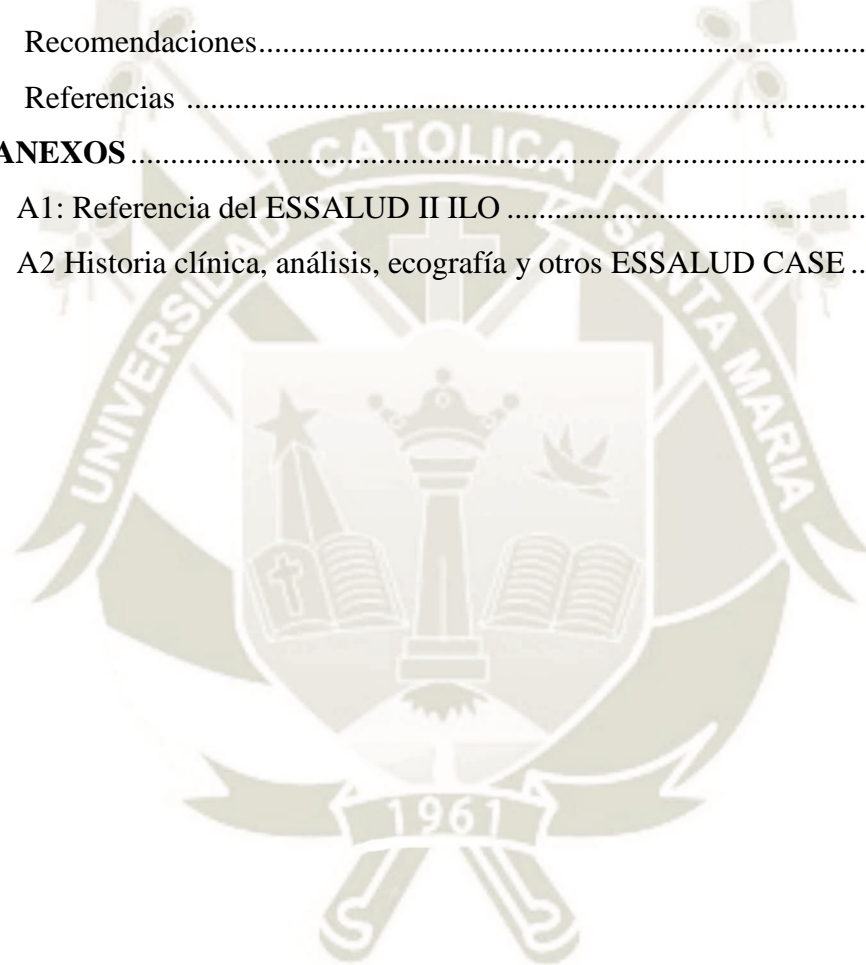 Recomendaciones................................................................................
Referencias ................................................................................
ANEXOS................................................................................
A1: Referencia del ESSALUD II ILO ................................................
A2 Historia clínica, análisis, ecografía y otros ESSALUD CASE ..
UNIVERSIDAD CATOLICA SANTA MARIA
1961